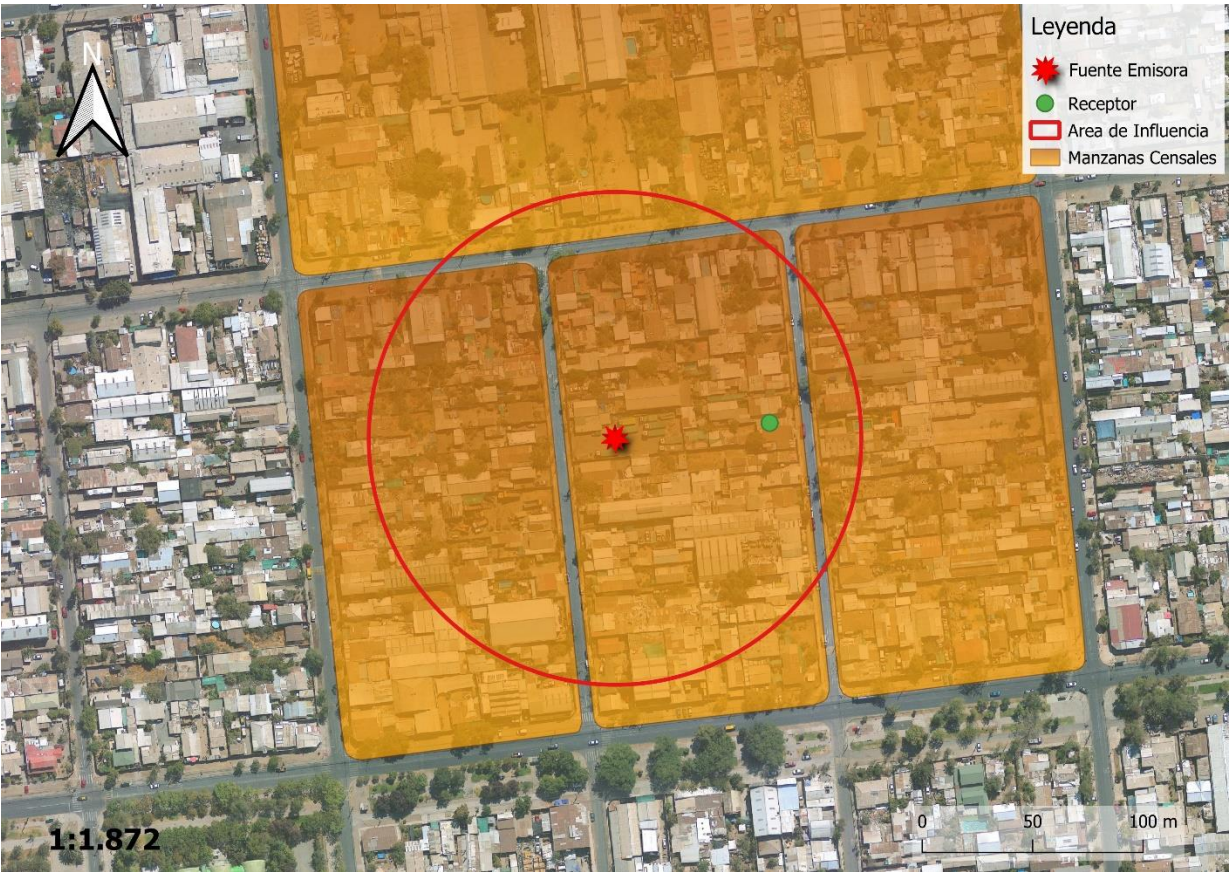 N
Leyenda
Fuente Emisora
Receptor
Area de Influencia
Manzanas Censales
1:1.872
0 50 100 m